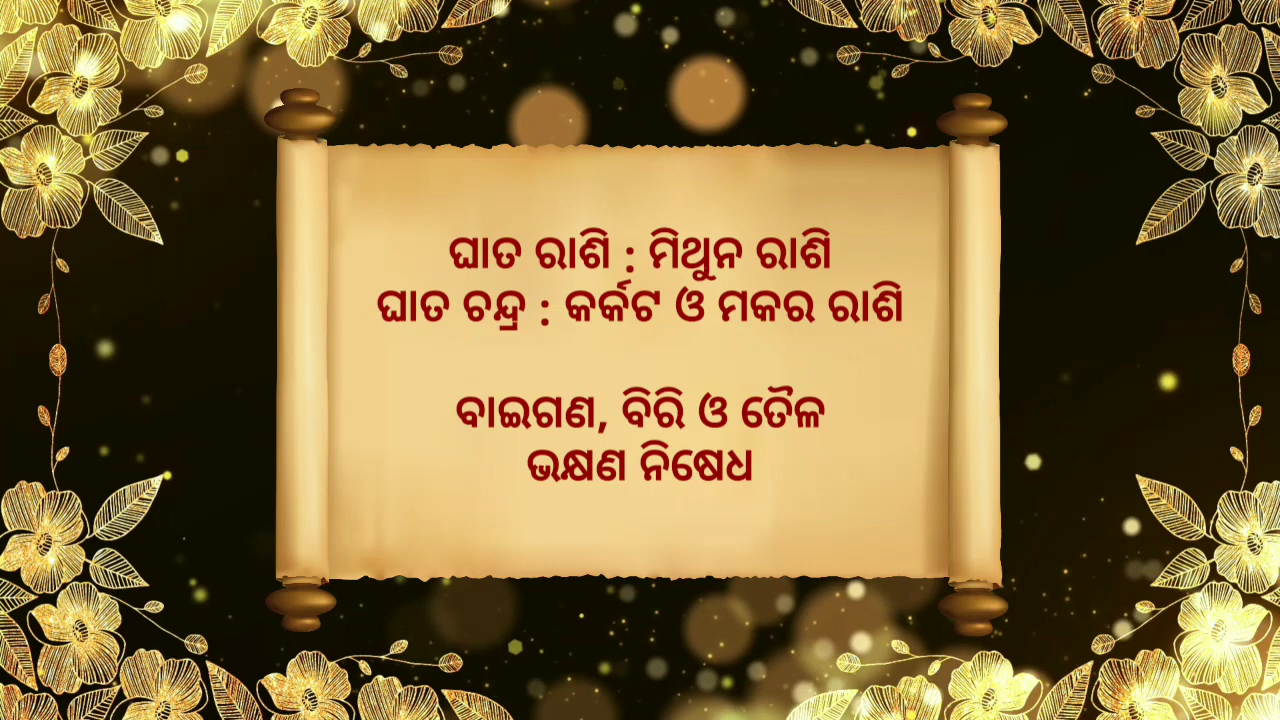 ଘାତ ରାଶି : ମିଥୁନ ରାଶି
ଘାତ ଚନ୍ଦ୍ର : କର୍କଟ ଓ ମକର ରାଶି
ବାଇଗଣ, ବିରି ଓ ତୈଳ
ଭକ୍ଷଣ ନିଷେଧ